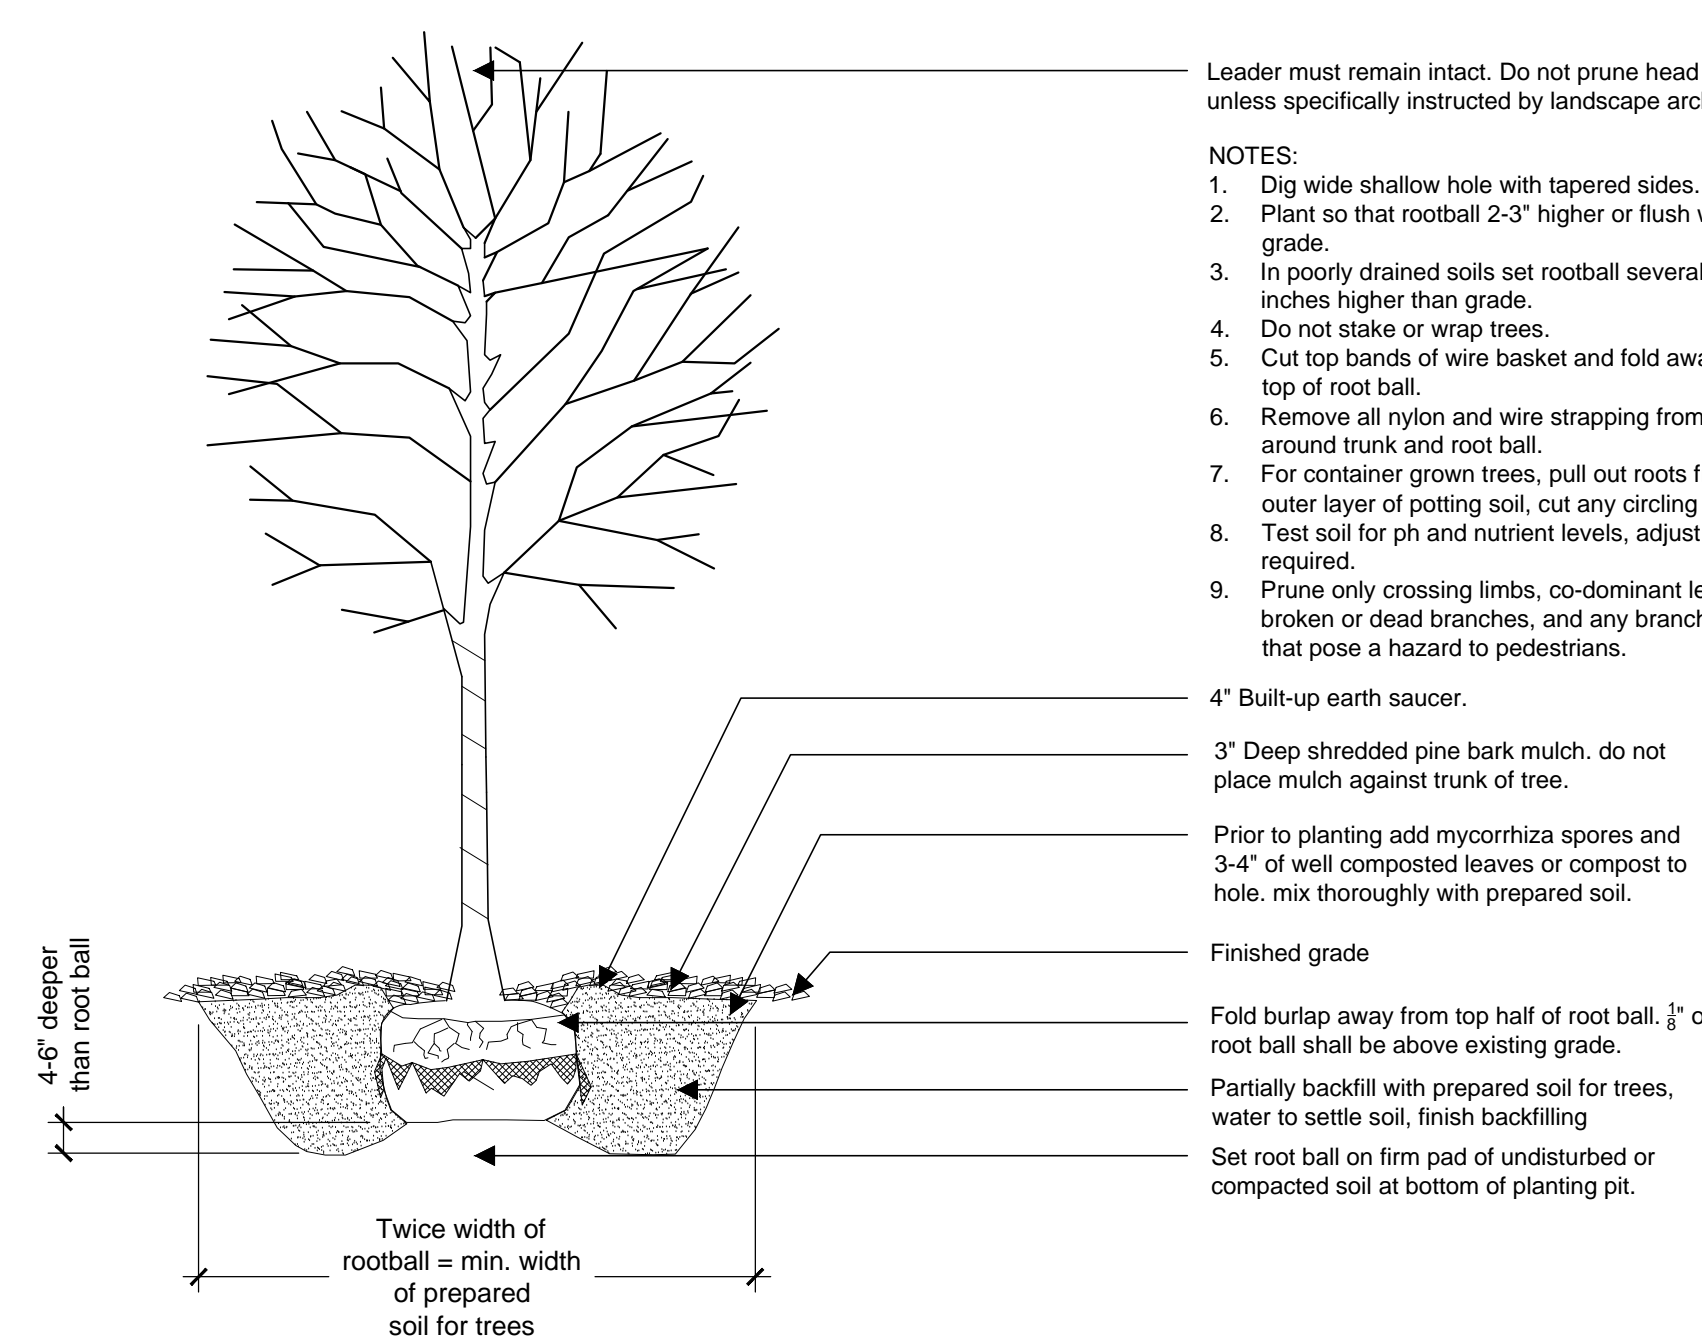 Leader must remain intact. Do not prune head
unless specifically instructed by landscape
NOTES:
1. Dig wide shallow hole with tapered sides.
2. Plant so that rootball 2-3" higher or flush
grade.
3. In poorly drained soils set rootball several
inches higher than grade.
4. Do not stake or wrap trees.
5. Cut top bands of wire basket and fold
top of root ball.
6. Remove all nylon and wire strapping from
around trunk and root ball.
7. For container grown trees, pull out roots
outer layer of potting soil, cut any circling
8. Test soil for ph and nutrient levels, adjust
required.
9. Prune only crossing limbs, co-dominant
broken or dead branches, and any
that pose a hazard to pedestrians.
4" Built-up earth saucer.
3" Deep shredded pine bark mulch. do not
place mulch against trunk of tree.
Prior to planting add mycorrhiza spores and
3-4" of well composted leaves or compost to
hole. mix thoroughly with prepared soil.
Finished grade
Fold burlap away from top half of root ball. 1/8"
root ball shall be above existing grade.
Partially backfill with prepared soil for trees,
water to settle soil, finish backfilling
Set root ball on firm pad of undisturbed or
compacted soil at bottom of planting pit.
4-6" deeper
than root ball
Twice width of
rootball = min. width
of prepared
soil for trees